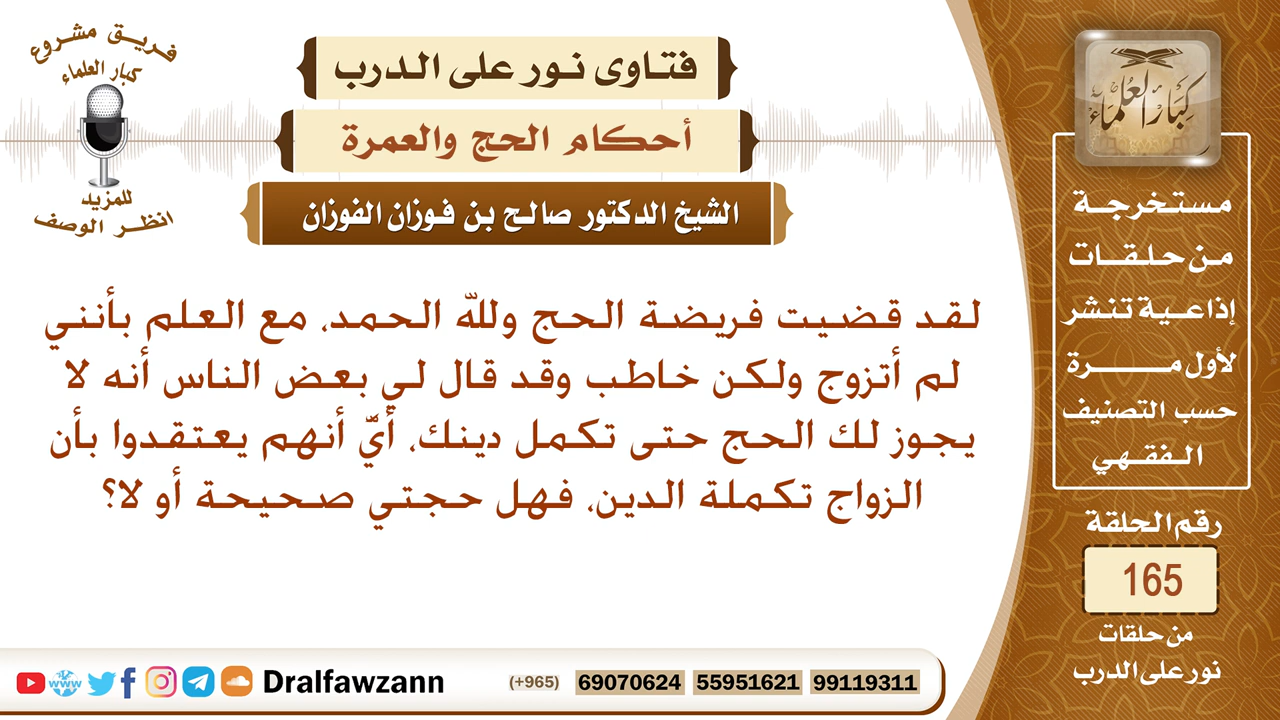 فريق مشروع
كبار العلماء
للمزيد
انظر الوصف
فتاوى نور على الدرب
أحكام الحج والعمرة
الشيخ الدكتور صالح بن فوزان الفوزان
لقد قضيت فريضة الحج ولله الحمد، مع العلم بأنني
لم أتزوج ولكن خاطب وقد قال لي بعض الناس أنه لا
يجوز لك الحج حتى تكمل دينك، أيّ أنهم يعتقدوا بأن
الزواج تكملة الدين، فهل حجتي صحيحة أو لا؟
كبار العلماء
مستخرجة
من حلقات
إذاعية تنشر
لأول مرة
حسب التصنيف
الفقهي
رقم الحلقة
165
من حلقات
نور على الدرب
www Dralfawzann (+965) 69070624 55951621 99119311